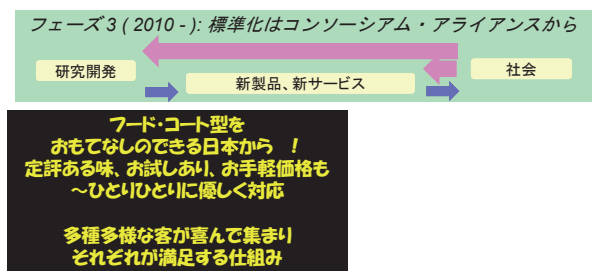 フェーズ3 ( 2010 - ): 標準化はコンソーシアム・アライアンスから
研究開発
新製品、新サービス
社会
フード・コート型を
おもてなしのできる日本から ！
定評ある味、お試しあり、お手軽価格も
～ひとりひとりに優しく対応
多種多様な客が喜んで集まり
それぞれが満足する仕組み